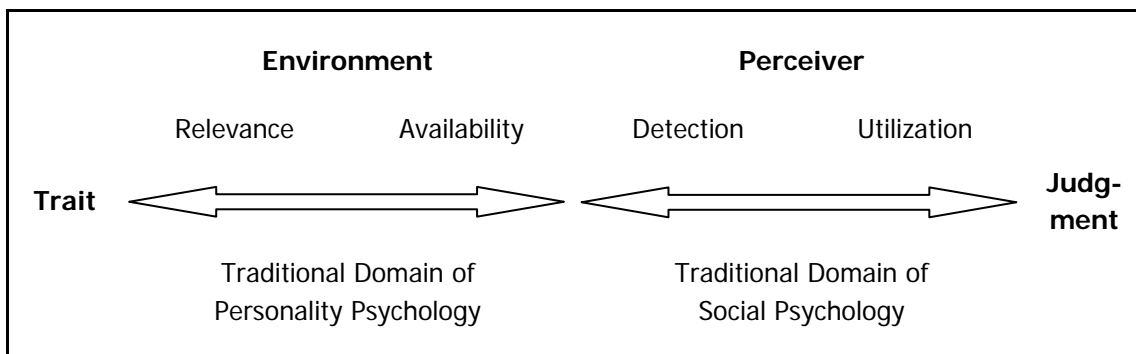 Environment Perceiver
Relevance Availability Detection Utilization
Trait
Judg-
ment
Traditional Domain of
Personality Psychology
Traditional Domain of
Social Psychology